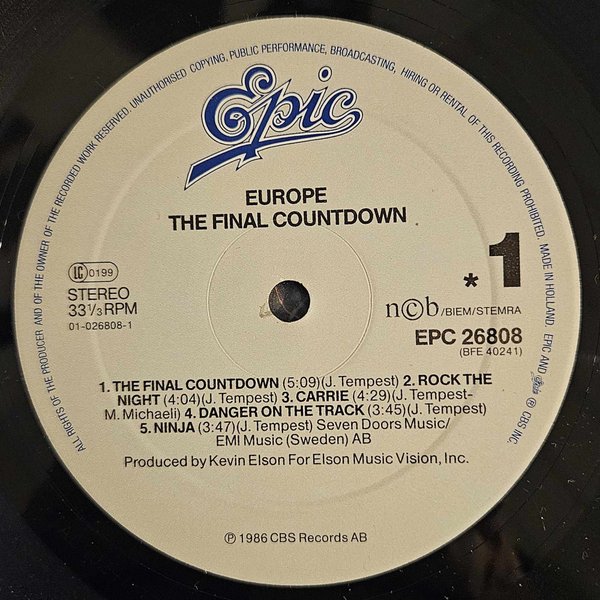 ALL RIGHTS OF THE PRODUCER AND OF THE OWNER OF THE RECORDED WORK RESERVED. UNAUTHORISED COPYING, PUBLIC PERFORMANCE, BROADCASTING, HIRING OR RENTAL OF THIS RECORDING PROHIBITED. MADE IN HOLLAND. EPIC AND Epic ® CBS INC.
Epic
EUROPE
THE FINAL COUNTDOWN
LC 0199
STEREO
33 1/3 RPM
01-026808-1
* 1
n©b/BIEM/STEMRA
EPC 26808
(BFE 40241)
1. THE FINAL COUNTDOWN (5:09)(J. Tempest) 2. ROCK THE
NIGHT (4:04)(J. Tempest) 3. CARRIE (4:29)(J. Tempest-
M. Michaeli) 4. DANGER ON THE TRACK (3:45)(J. Tempest)
5. NINJA (3:47)(J. Tempest) Seven Doors Music/
EMI Music (Sweden) AB
Produced by Kevin Elson For Elson Music Vision, Inc.
℗ 1986 CBS Records AB